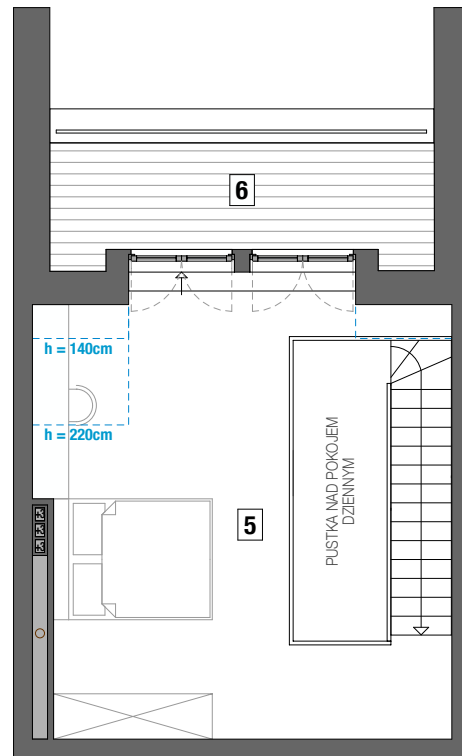 6
h = 140cm
h = 220cm
5
PUSTKA NAD POKOJEM
DZIENNYM